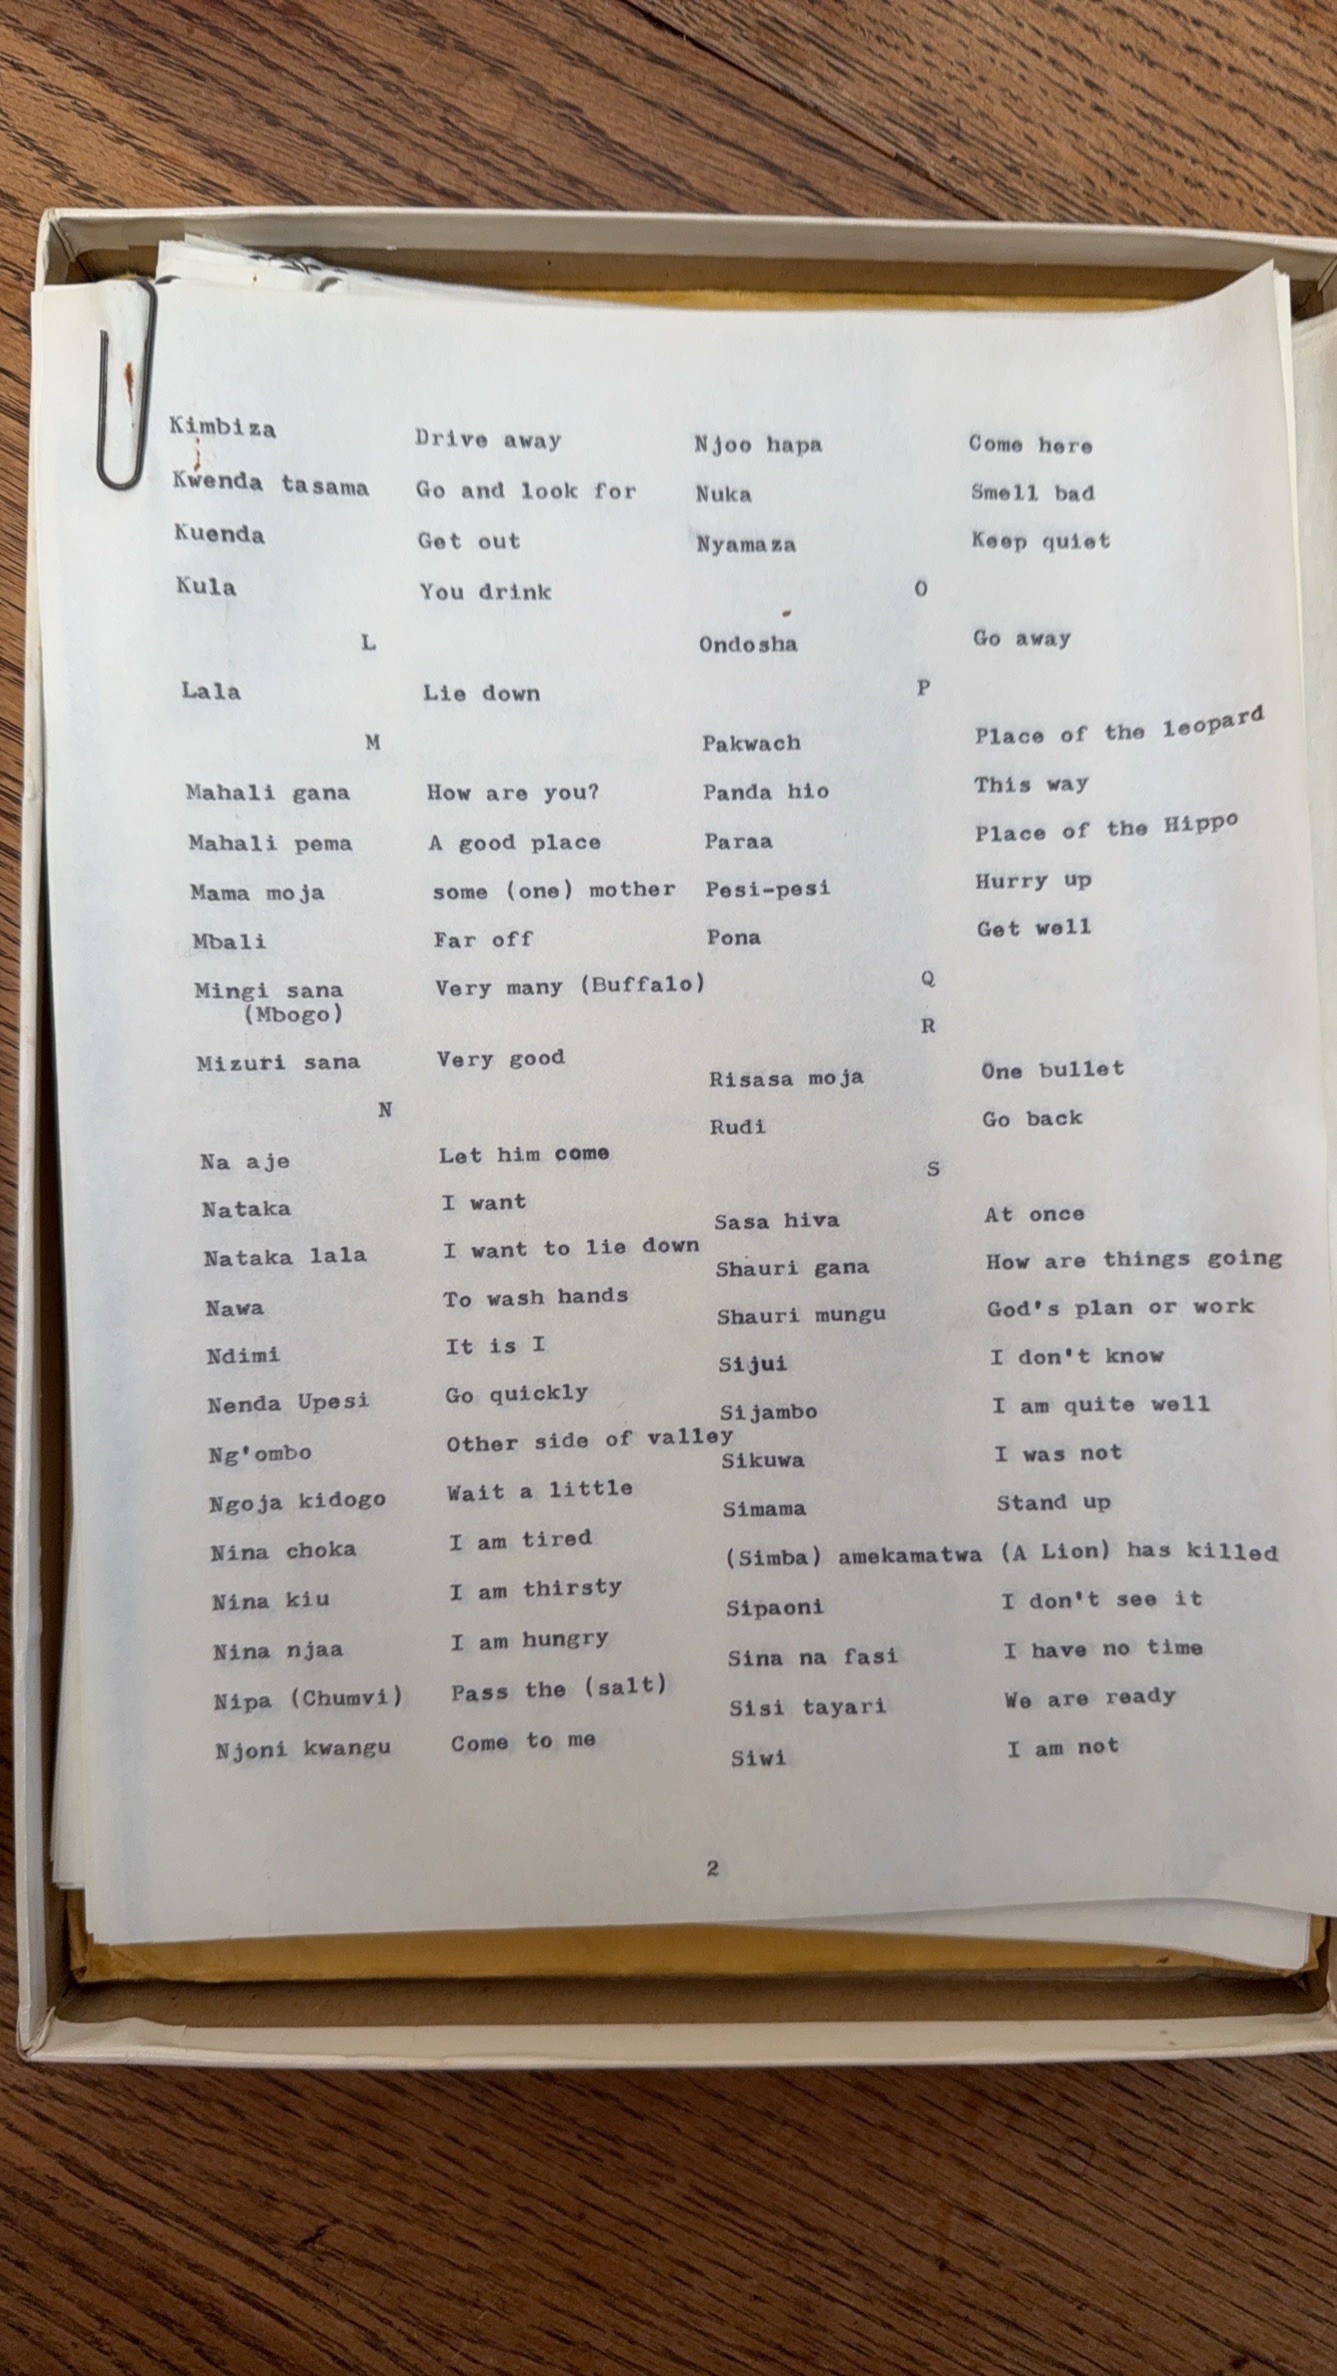 Kimbiza Drive away
Kwenda tasama Go and look for
Kuenda Get out
Kula You drink
L
Lala Lie down
M
Mahali gana How are you?
Mahali pema A good place
Mama moja some (one) mother
Mbali Far off
Mingi sana Very many (Buffalo)
(Mbogo)
Mizuri sana Very good
N
Na aje Let him come
Nataka I want
Nataka lala I want to lie down
Nawa To wash hands
Ndimi It is I
Nenda Upesi Go quickly
Ng'ombo Other side of valley
Ngoja kidogo Wait a little
Nina choka I am tired
Nina kiu I am thirsty
Nina njaa I am hungry
Nipa (Chumvi) Pass the (salt)
Njoni kwangu Come to me
Njoo hapa Come here
Nuka Smell bad
Nyamaza Keep quiet
O
Ondosha Go away
P
Pakwach Place of the leopard
Panda hio This way
Paraa Place of the Hippo
Pesi-pesi Hurry up
Pona Get well
Q
R
Risasa moja One bullet
Rudi Go back
S
Sasa hiva At once
Shauri gana How are things going
Shauri mungu God's plan or work
Sijui I don't know
Sijambo I am quite well
Sikuwa I was not
Simama Stand up
(Simba) amekamatwa (A Lion) has killed
Sipaoni I don't see it
Sina na fasi I have no time
Sisi tayari We are ready
Siwi I am not
2